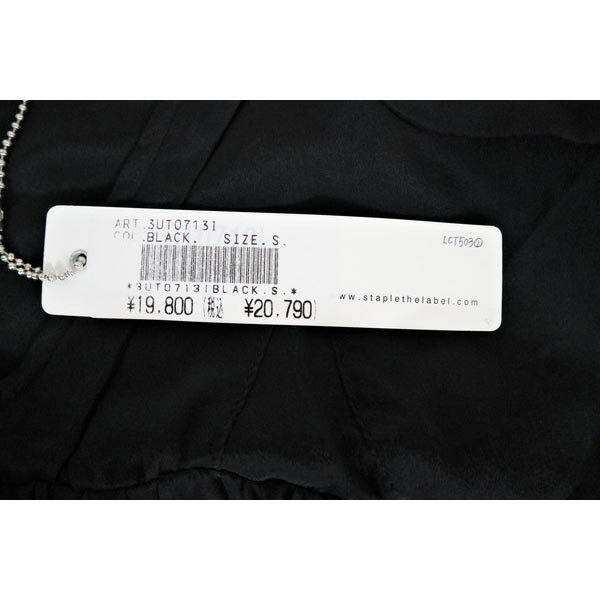 ART.3UT0713I
COL.BLACK. SIZE.S.
*3UT0713IBLACK.S.*
¥19,800 (税込 ¥20,790)
LCT503①
www.staplethelabel.com